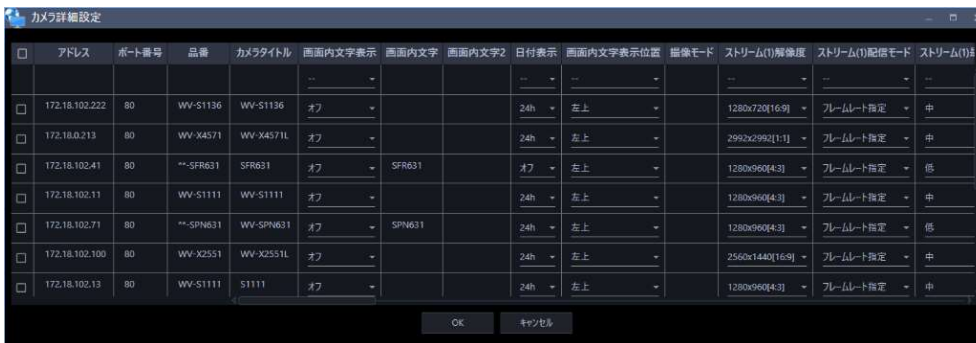 カメラ詳細設定
アドレス ポート番号 品番 カメラタイトル 画面内文字表示 画面内文字 画面内文字2 日付表示 画面内文字表示位置 撮像モード ストリーム(1)解像度 ストリーム(1)配信モード ストリーム(1)
-- -- -- -- -- --
172.18.102.222 80 WV-S1136 WV-S1136 オフ 24h 左上 1280x720[16:9] フレームレート指定 中
172.18.0.213 80 WV-X4571 WV-X4571L オフ 24h 左上 2992x2992[1:1] フレームレート指定 中
172.18.102.41 80 **-SFR631 SFR631 オフ SFR631 オフ 左上 1280x960[4:3] フレームレート指定 低
172.18.102.11 80 WV-S1111 WV-S1111 オフ 24h 左上 1280x960[4:3] フレームレート指定 中
172.18.102.71 80 **-SPN631 WV-SPN631 オフ SPN631 24h 左上 1280x960[4:3] フレームレート指定 低
172.18.102.100 80 WV-X2551 WV-X2551L オフ 24h 左上 2560x1440[16:9] フレームレート指定 中
172.18.102.13 80 WV-S1111 S1111 オフ 24h 左上 1280x960[4:3] フレームレート指定 中
OK キャンセル